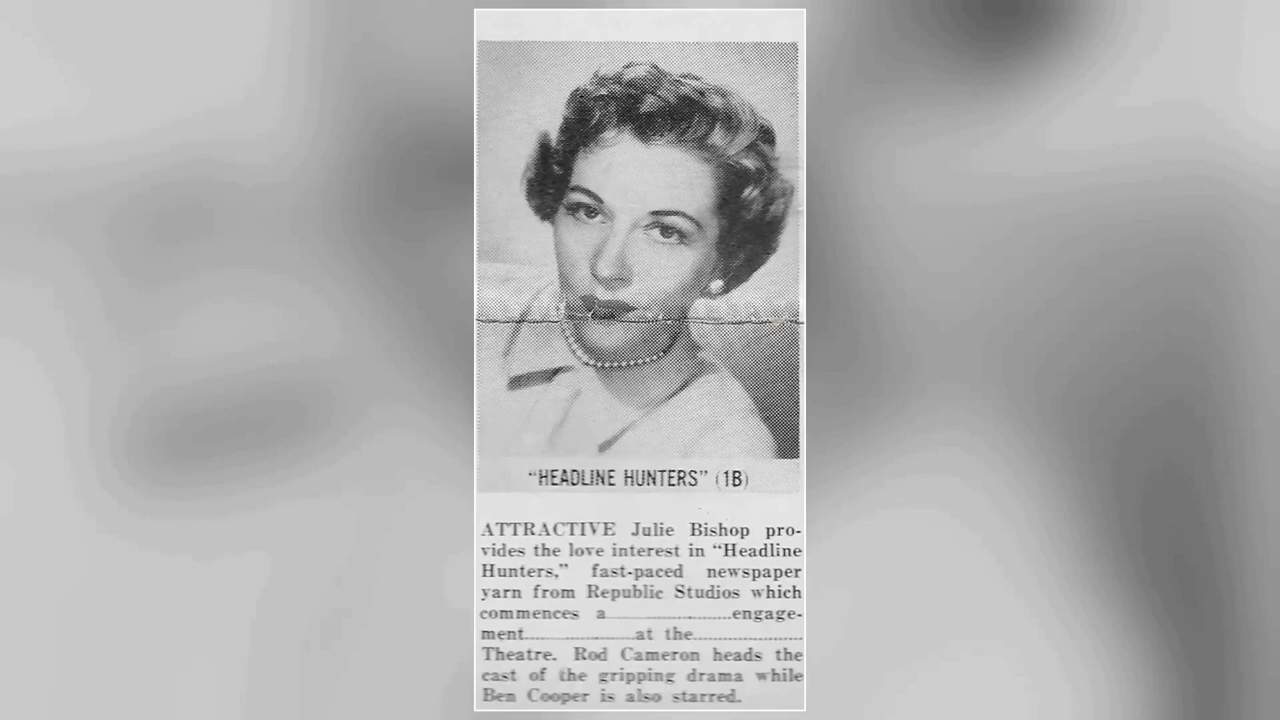 "HEADLINE HUNTERS" (1B)
ATTRACTIVE Julie Bishop pro-
vides the love interest in "Headline
Hunters," fast-paced newspaper
yarn from Republic Studios which
commences a....................engage-
ment....................at the....................
Theatre. Rod Cameron heads the
cast of the gripping drama while
Ben Cooper is also starred.